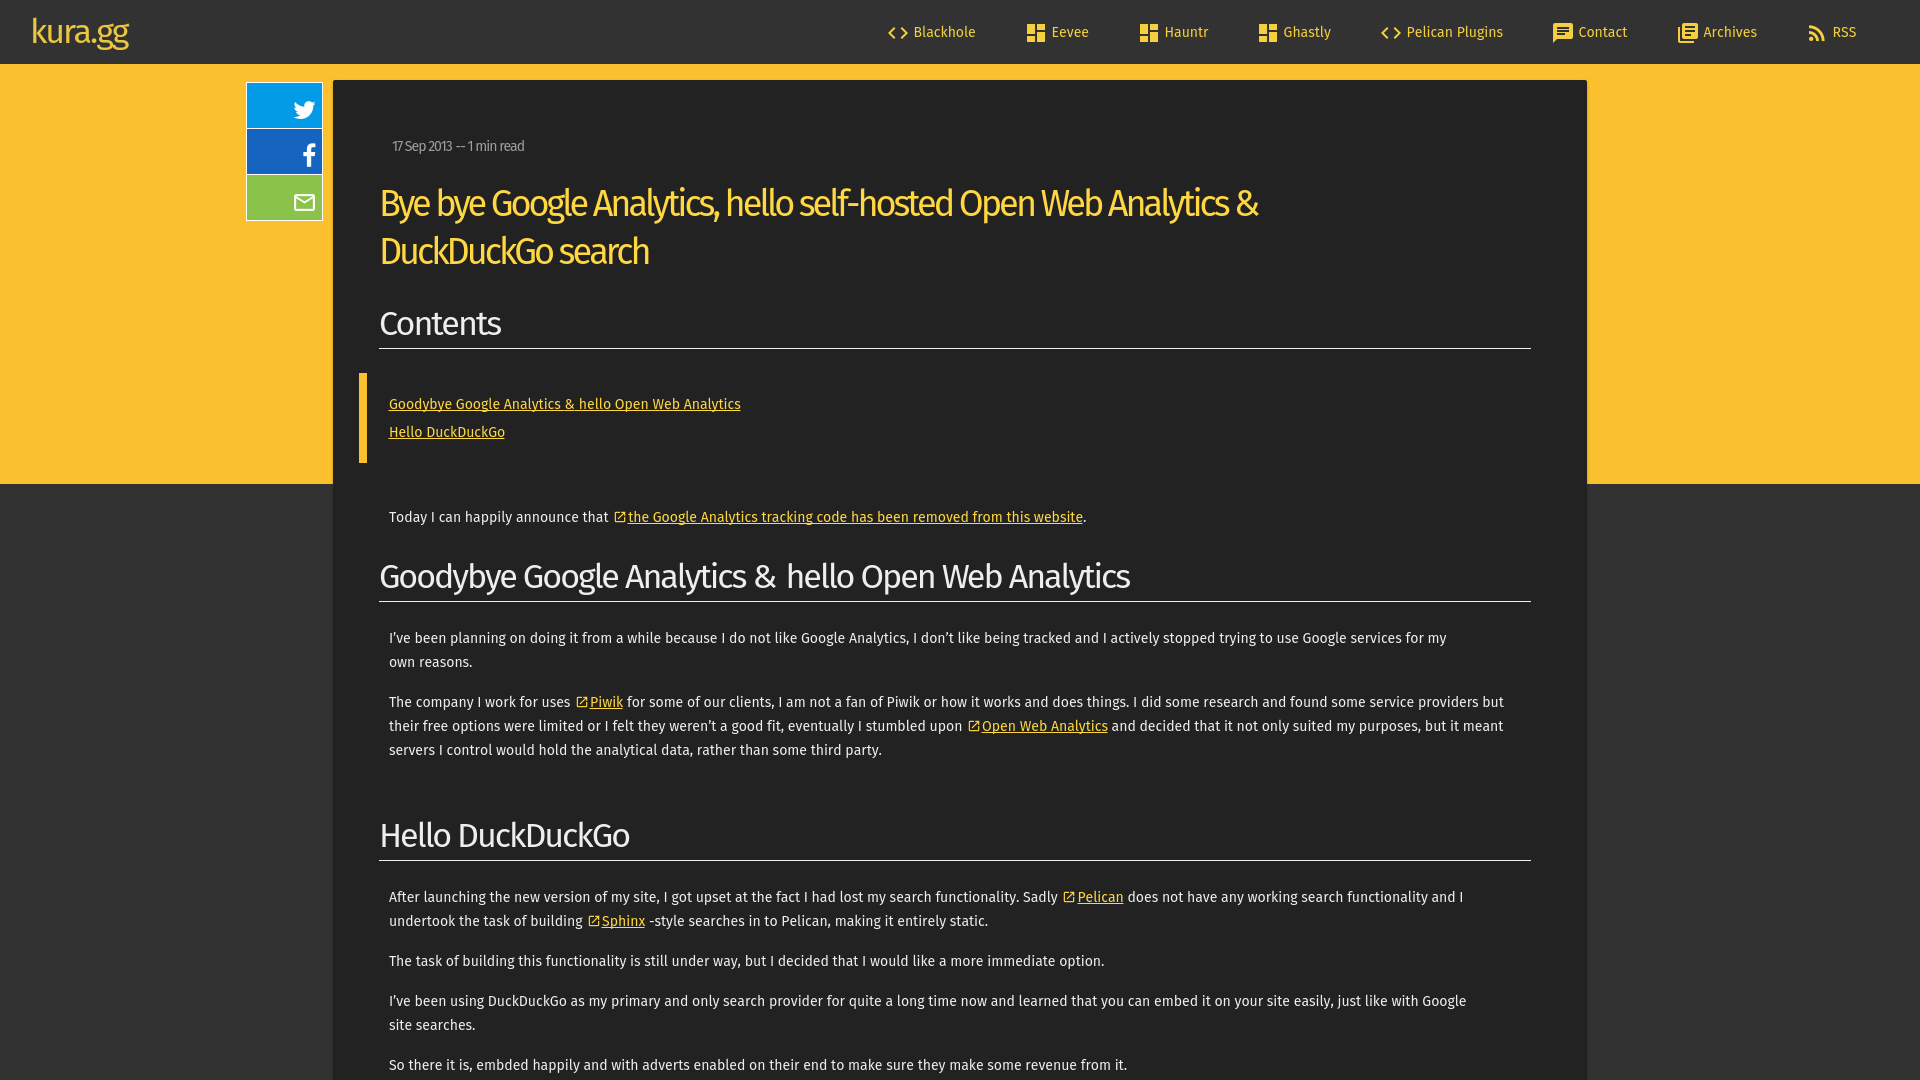 kura.gg
Blackhole
Eevee
Hauntr
Ghastly
Pelican Plugins
Contact
Archives
RSS
17 Sep 2013 -- 1 min read
Bye bye Google Analytics, hello self-hosted Open Web Analytics &
DuckDuckGo search
Contents
Goodybye Google Analytics & hello Open Web Analytics
Hello DuckDuckGo
Today I can happily announce that the Google Analytics tracking code has been removed from this website.
Goodybye Google Analytics & hello Open Web Analytics
I’ve been planning on doing it from a while because I do not like Google Analytics, I don’t like being tracked and I actively stopped trying to use Google services for my
own reasons.
The company I work for uses Piwik for some of our clients, I am not a fan of Piwik or how it works and does things. I did some research and found some service providers but
their free options were limited or I felt they weren’t a good fit, eventually I stumbled upon Open Web Analytics and decided that it not only suited my purposes, but it meant
servers I control would hold the analytical data, rather than some third party.
Hello DuckDuckGo
After launching the new version of my site, I got upset at the fact I had lost my search functionality. Sadly Pelican does not have any working search functionality and I
undertook the task of building Sphinx -style searches in to Pelican, making it entirely static.
The task of building this functionality is still under way, but I decided that I would like a more immediate option.
I’ve been using DuckDuckGo as my primary and only search provider for quite a long time now and learned that you can embed it on your site easily, just like with Google
site searches.
So there it is, embded happily and with adverts enabled on their end to make sure they make some revenue from it.